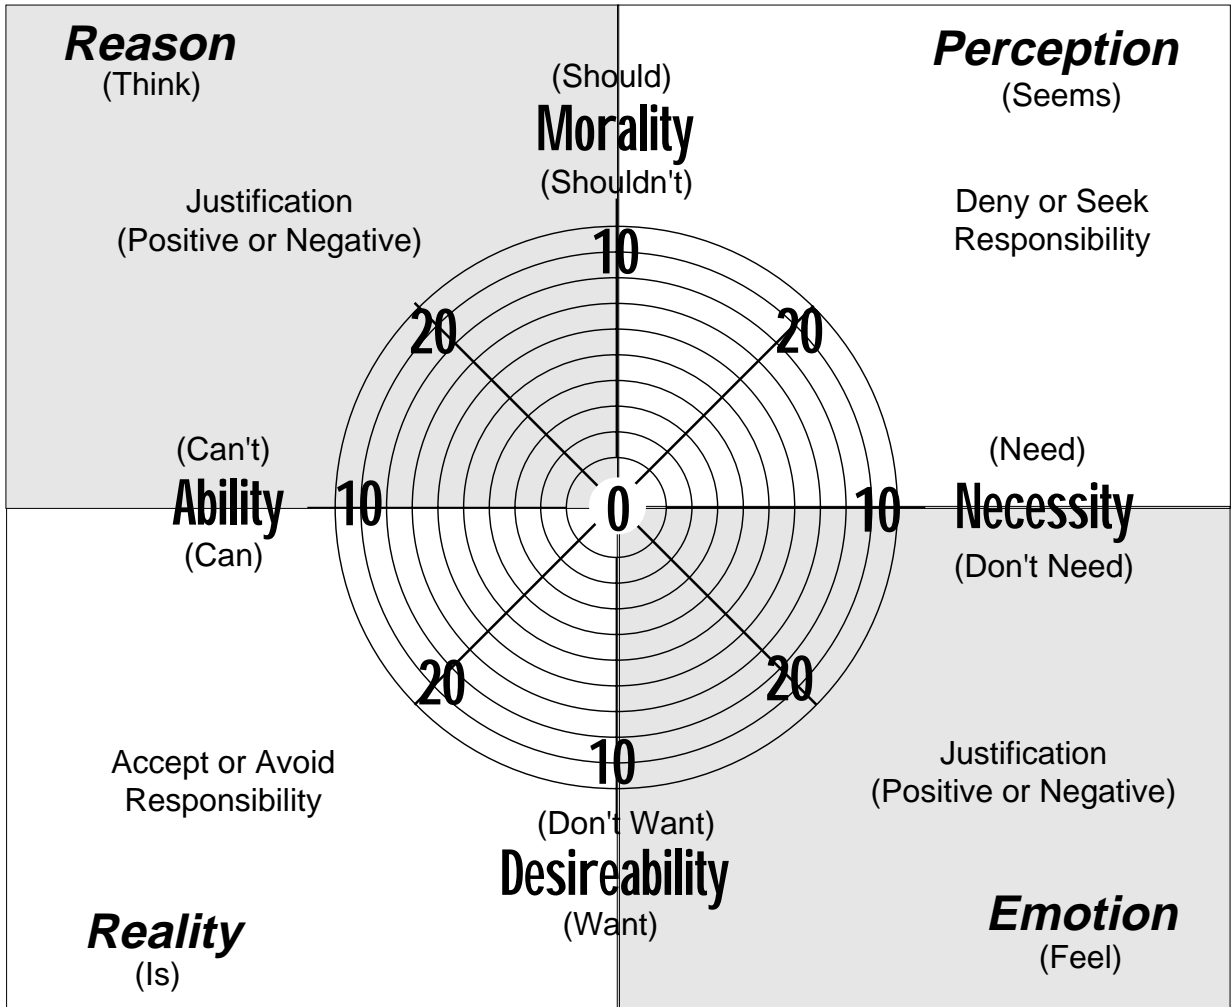 Reason
(Think)
Perception
(Seems)
(Should)
Morality
(Shouldn't)
Justification
(Positive or Negative)
Deny or Seek
Responsibility
10
20
20
(Can't)
Ability
(Can)
10
0
10
(Need)
Necessity
(Don't Need)
20
20
10
Accept or Avoid
Responsibility
Justification
(Positive or Negative)
(Don't Want)
Desireability
(Want)
Reality
(Is)
Emotion
(Feel)